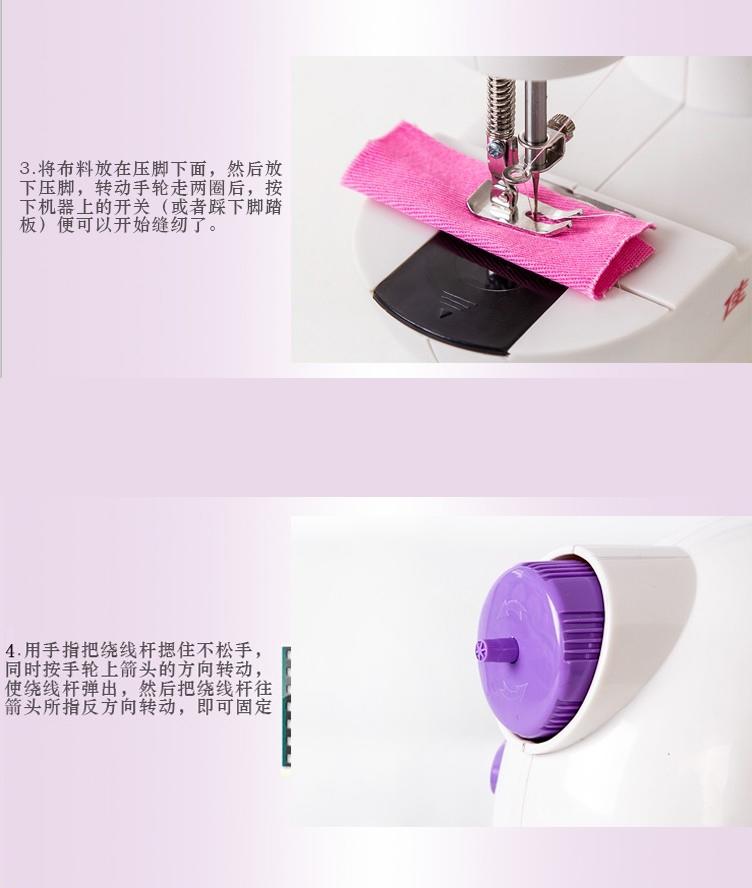 3.将布料放在压脚下面，然后放
下压脚，转动手轮走两圈后，按
下机器上的开关（或者踩下脚踏
板）便可以开始缝纫了。
4.用手指把绕线杆摁住不松手，
同时按手轮上箭头的方向转动，
使绕线杆弹出，然后把绕线杆往
箭头所指反方向转动，即可固定